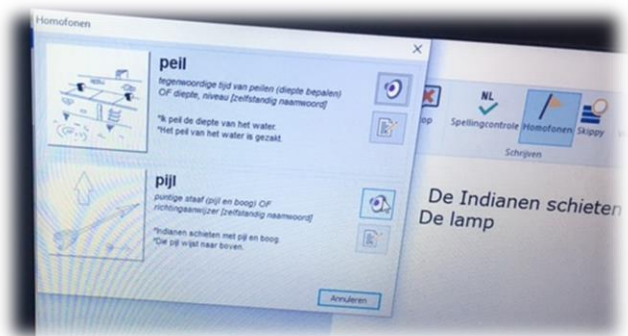 Homofonen
peil
tegenwoordige tijd van peilen (diepte bepalen)
OF diepte, niveau [zelfstandig naamwoord]
"Ik peil de diepte van het water.
"Het peil van het water is gezakt.
pijl
puntige staaf (pijl en boog) OF
richtingaanwijzer [zelfstandig naamwoord]
"Indianen schieten met pijl en boog.
"Die pijl wijst naar boven.
Annuleren
op
NL
Spellingcontrole
Homofonen
Skippy
Schrijven
De Indianen schieten
De lamp